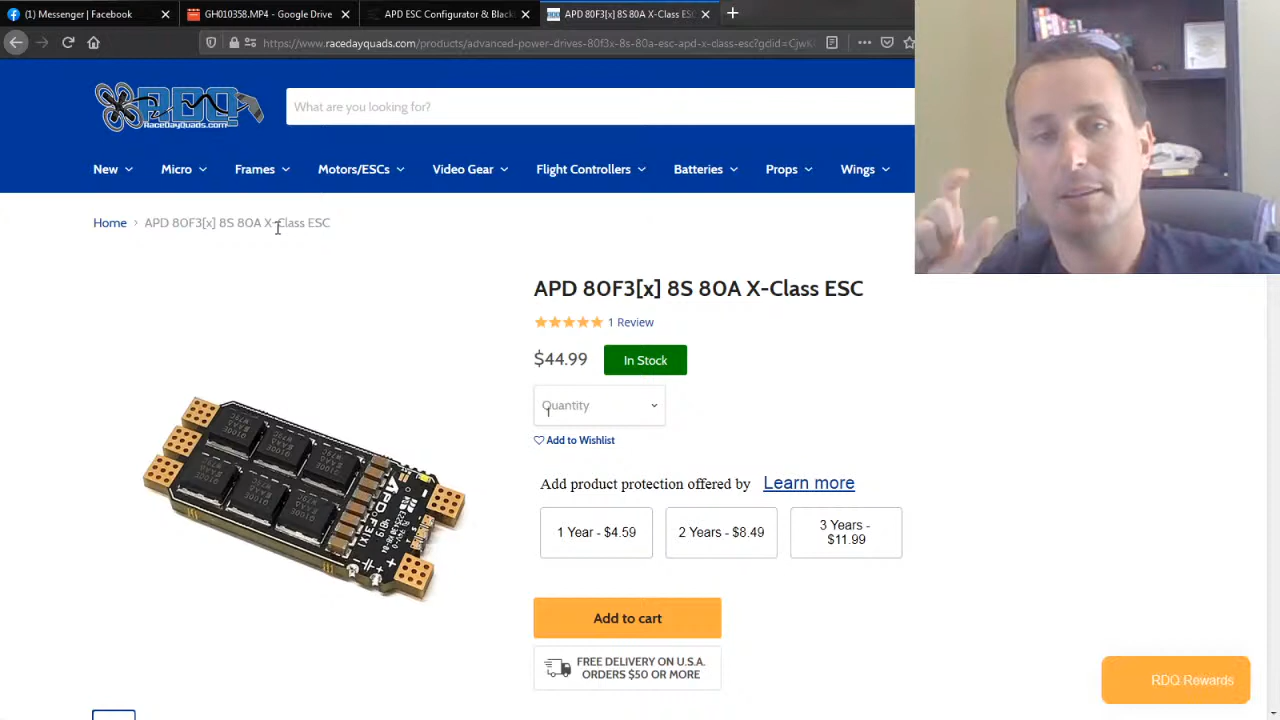 (1) Messenger | Facebook
GH010358.MP4 - Google Drive
APD ESC Configurator & Black
APD 80F3[x] 8S 80A X-Class ESC
https://www.racedayquads.com/products/advanced-power-drives-80f3x-8s-80a-esc-apd-x-class-esc?gclid=CjwK
RDQ
RaceDayQuads.com
What are you looking for?
New
Micro
Frames
Motors/ESCs
Video Gear
Flight Controllers
Batteries
Props
Wings
Home > APD 80F3[x] 8S 80A X-Class ESC
APD 80F3[x] 8S 80A X-Class ESC
1 Review
$44.99
In Stock
Quantity
Add to Wishlist
Add product protection offered by Learn more
1 Year - $4.59
2 Years - $8.49
3 Years -
$11.99
APD
F3[x]
Add to cart
FREE DELIVERY ON U.S.A.
ORDERS $50 OR MORE
RDQ Rewards